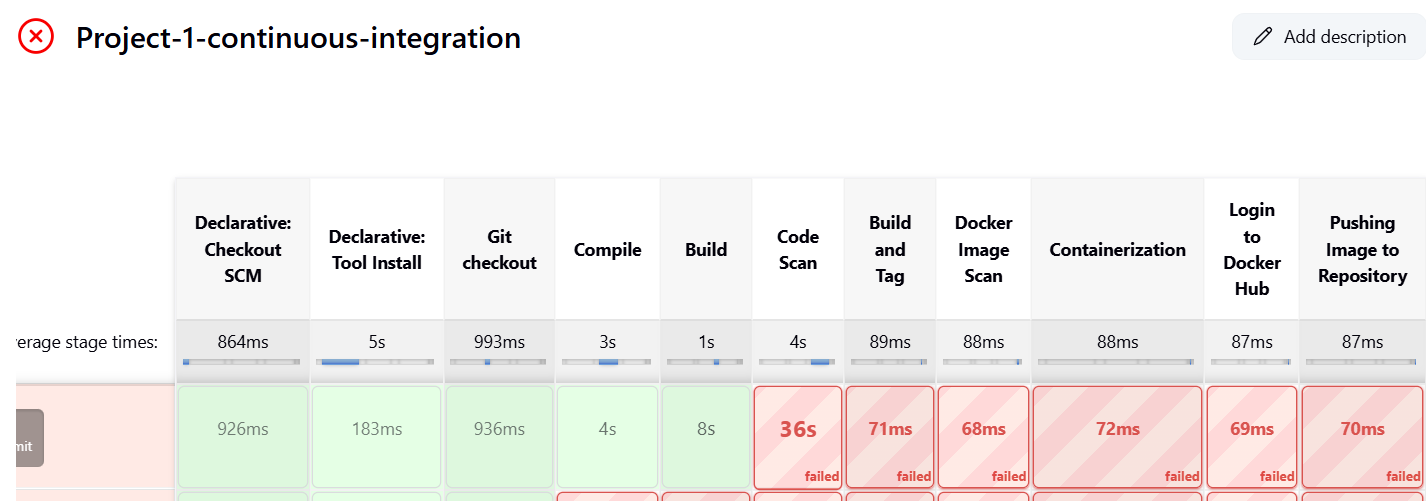 Project-1-continuous-integration
Add description
Declarative:
Checkout
SCM
Declarative:
Tool Install
Git
checkout
Compile
Build
Code
Scan
Build
and
Tag
Docker
Image
Scan
Containerization
Login
to
Docker
Hub
Pushing
Image to
Repository
erage stage times:
864ms
5s
993ms
3s
1s
4s
89ms
88ms
88ms
87ms
87ms
mit
926ms
183ms
936ms
4s
8s
36s
failed
71ms
failed
68ms
failed
72ms
failed
69ms
failed
70ms
failed